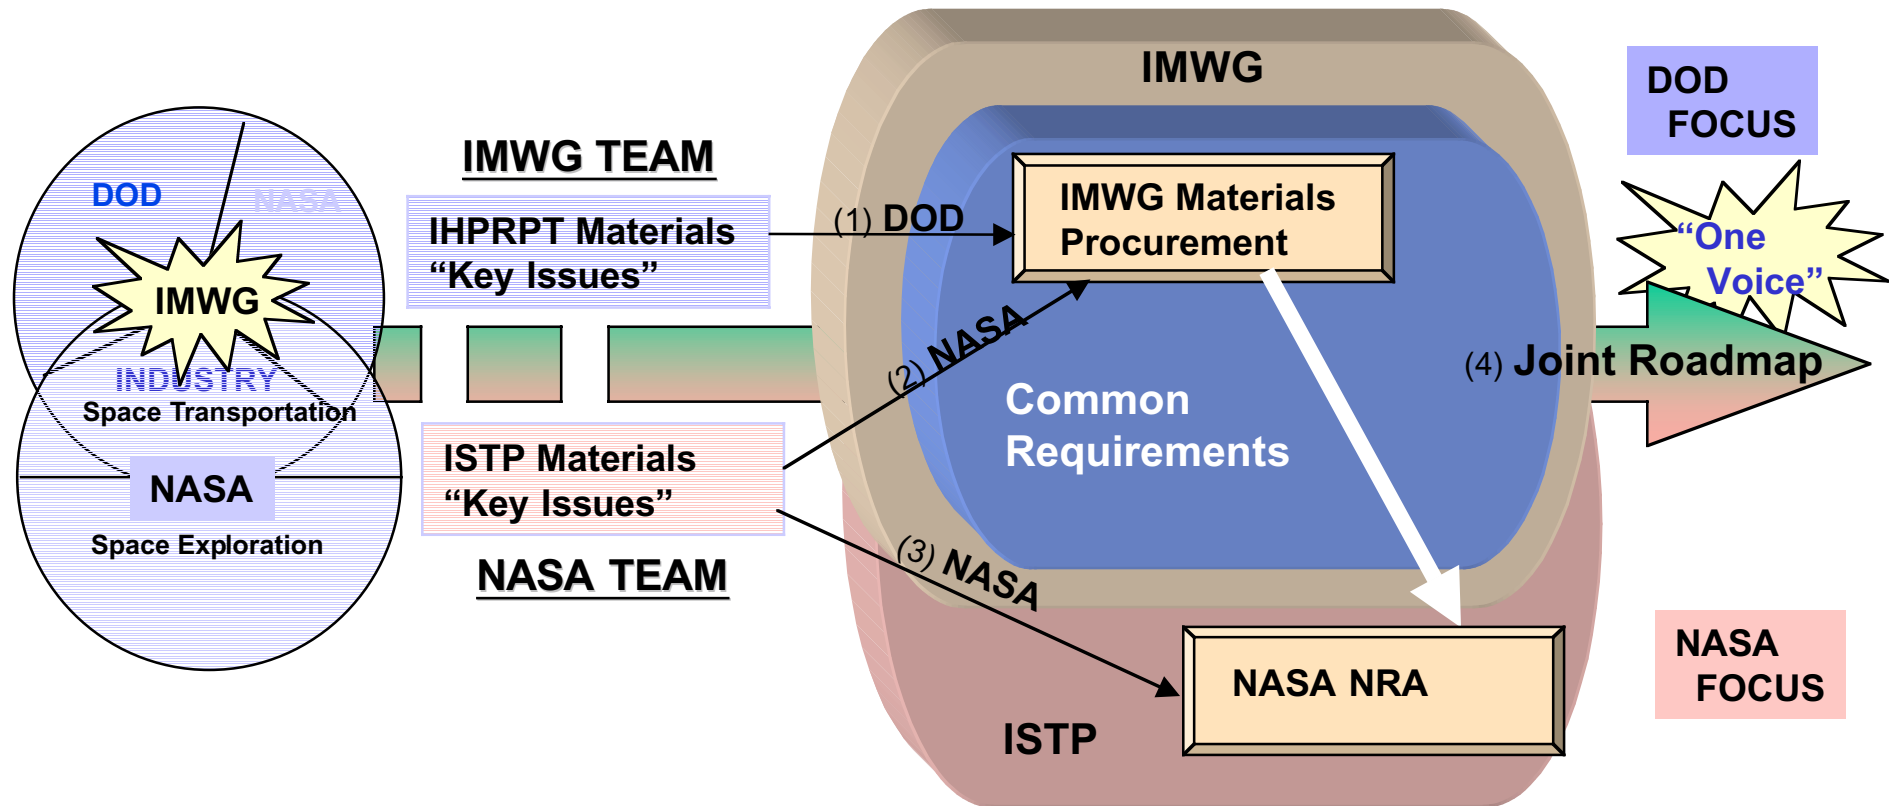 DOD
NASA
IMWG
INDUSTRY
Space Transportation
NASA
Space Exploration
IMWG TEAM
IHPRPT Materials
“Key Issues”
ISTP Materials
“Key Issues”
NASA TEAM
(1) DOD
(2) NASA
(3) NASA
IMWG
IMWG Materials
Procurement
Common
Requirements
NASA NRA
ISTP
DOD
FOCUS
“One
Voice”
(4) Joint Roadmap
NASA
FOCUS